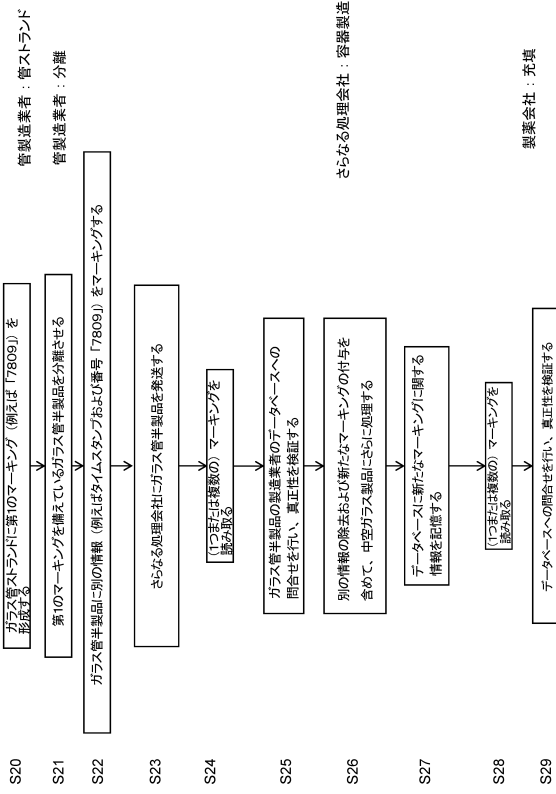 S20
ガラス管ストランドに第1のマーキング（例えば「7809」）を
形成する
管製造業者：管ストランド
S21
第1のマーキングを備えているガラス管半製品を分離させる
管製造業者：分離
S22
ガラス管半製品に別の情報（例えばタイムスタンプおよび番号「7809」）をマーキングする
S23
さらなる処理会社にガラス管半製品を発送する
S24
（1つまたは複数の）マーキングを
読み取る
S25
ガラス管半製品の製造業者のデータベースへの
問合せを行い、真正性を検証する
S26
別の情報の除去および新たなマーキングの付与を
含めて、中空ガラス製品にさらに処理する
さらなる処理会社：容器製造
S27
データベースに新たなマーキングに関する
情報を記憶する
S28
（1つまたは複数の）マーキングを
読み取る
S29
データベースへの問合せを行い、真正性を検証する
製薬会社：充填